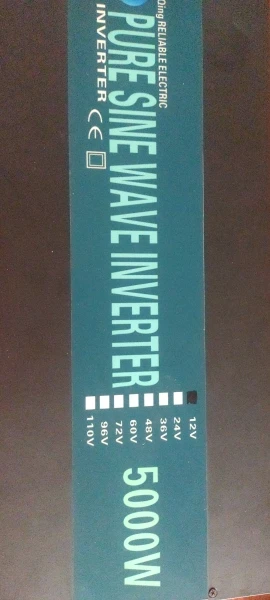 Qing RELIABLE ELECTRIC
PURE SINE WAVE INVERTER 5000W
INVERTER CE
12V
24V
36V
48V
60V
72V
96V
110V